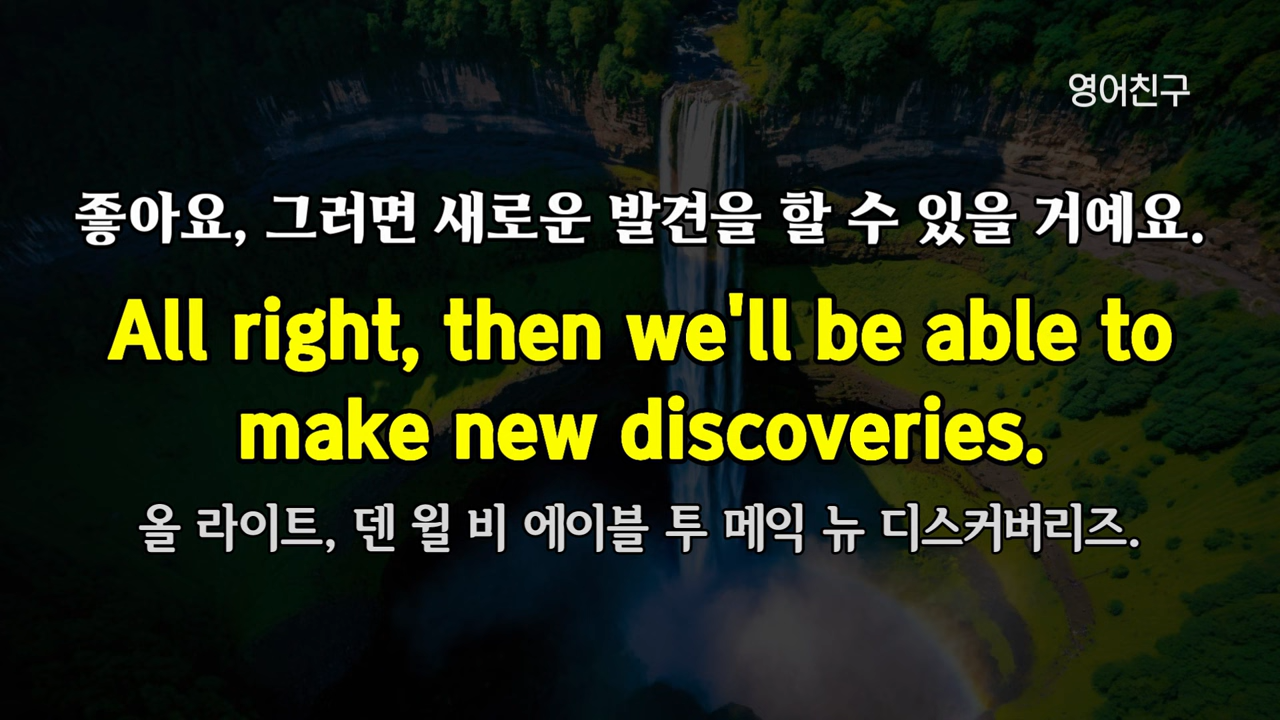 영어친구
좋아요, 그러면 새로운 발견을 할 수 있을 거예요.
All right, then we'll be able to
make new discoveries.
올 라이트, 덴 윌 비 에이블 투 메익 뉴 디스커버리즈.